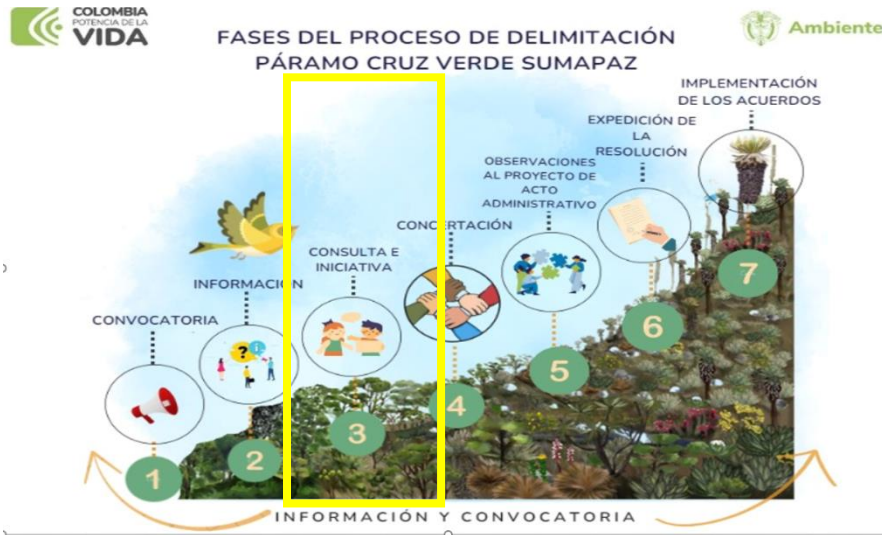 COLOMBIA
POTENCIA DE LA
VIDA
Ambiente
FASES DEL PROCESO DE DELIMITACIÓN
PÁRAMO CRUZ VERDE SUMAPAZ
IMPLEMENTACIÓN
DE LOS ACUERDOS
EXPEDICIÓN DE
LA
RESOLUCIÓN
OBSERVACIONES
AL PROYECTO DE
ACTO
ADMINISTRATIVO
CONCERTACIÓN
CONSULTA E
INICIATIVA
INFORMACIÓN
CONVOCATORIA
1
2
3
4
5
6
7
INFORMACIÓN Y CONVOCATORIA